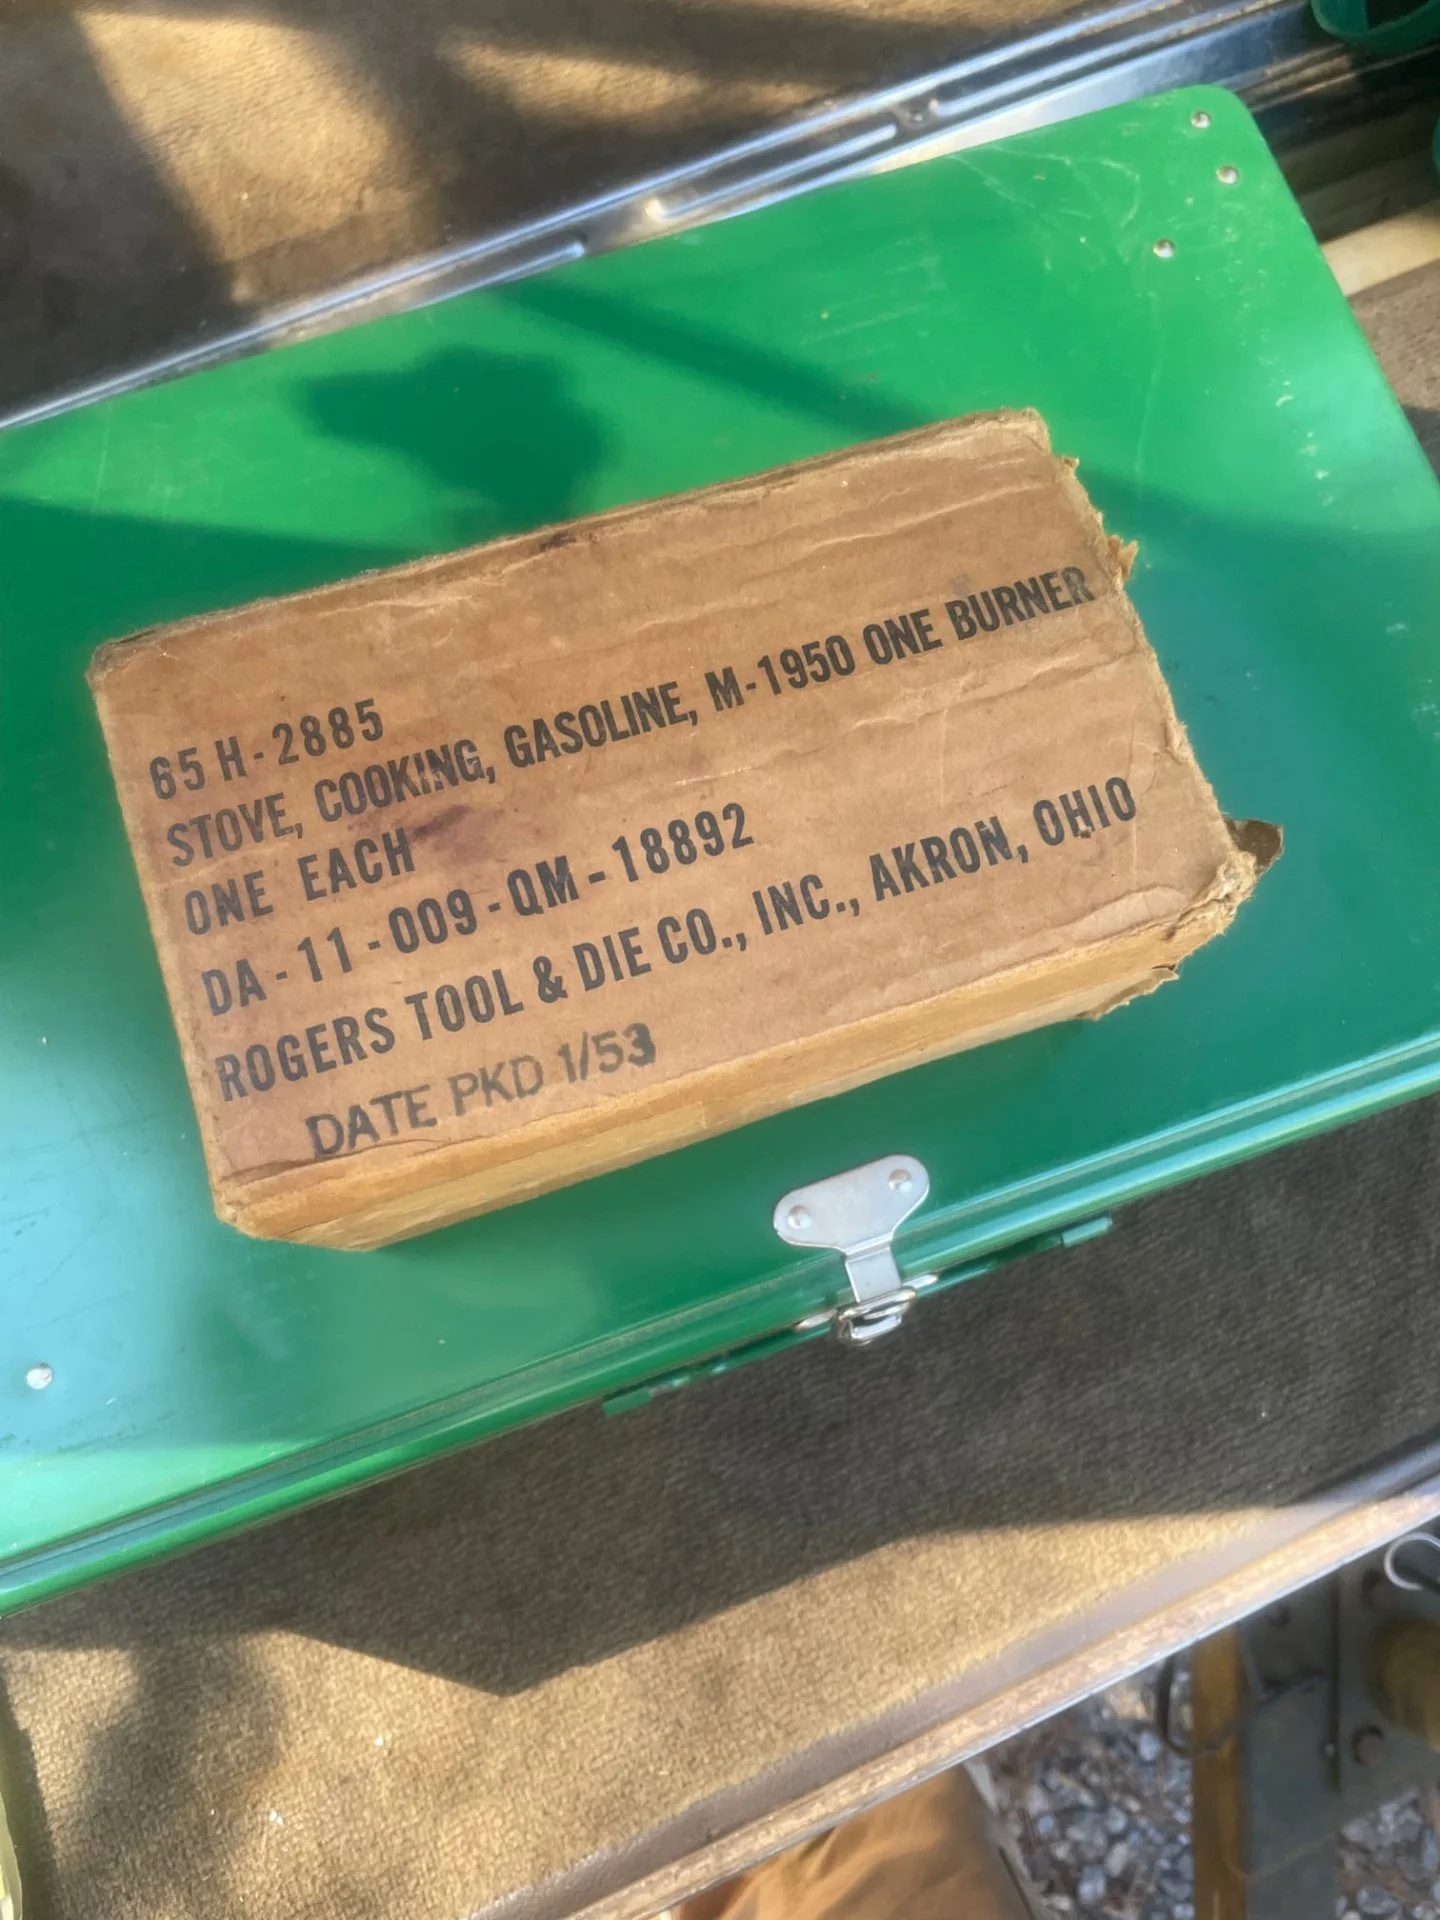 65 H-2885
STOVE, COOKING, GASOLINE, M-1950 ONE BURNER
ONE EACH
DA-11-009-QM-18892
ROGERS TOOL & DIE CO., INC., AKRON, OHIO
DATE PKD 1/53